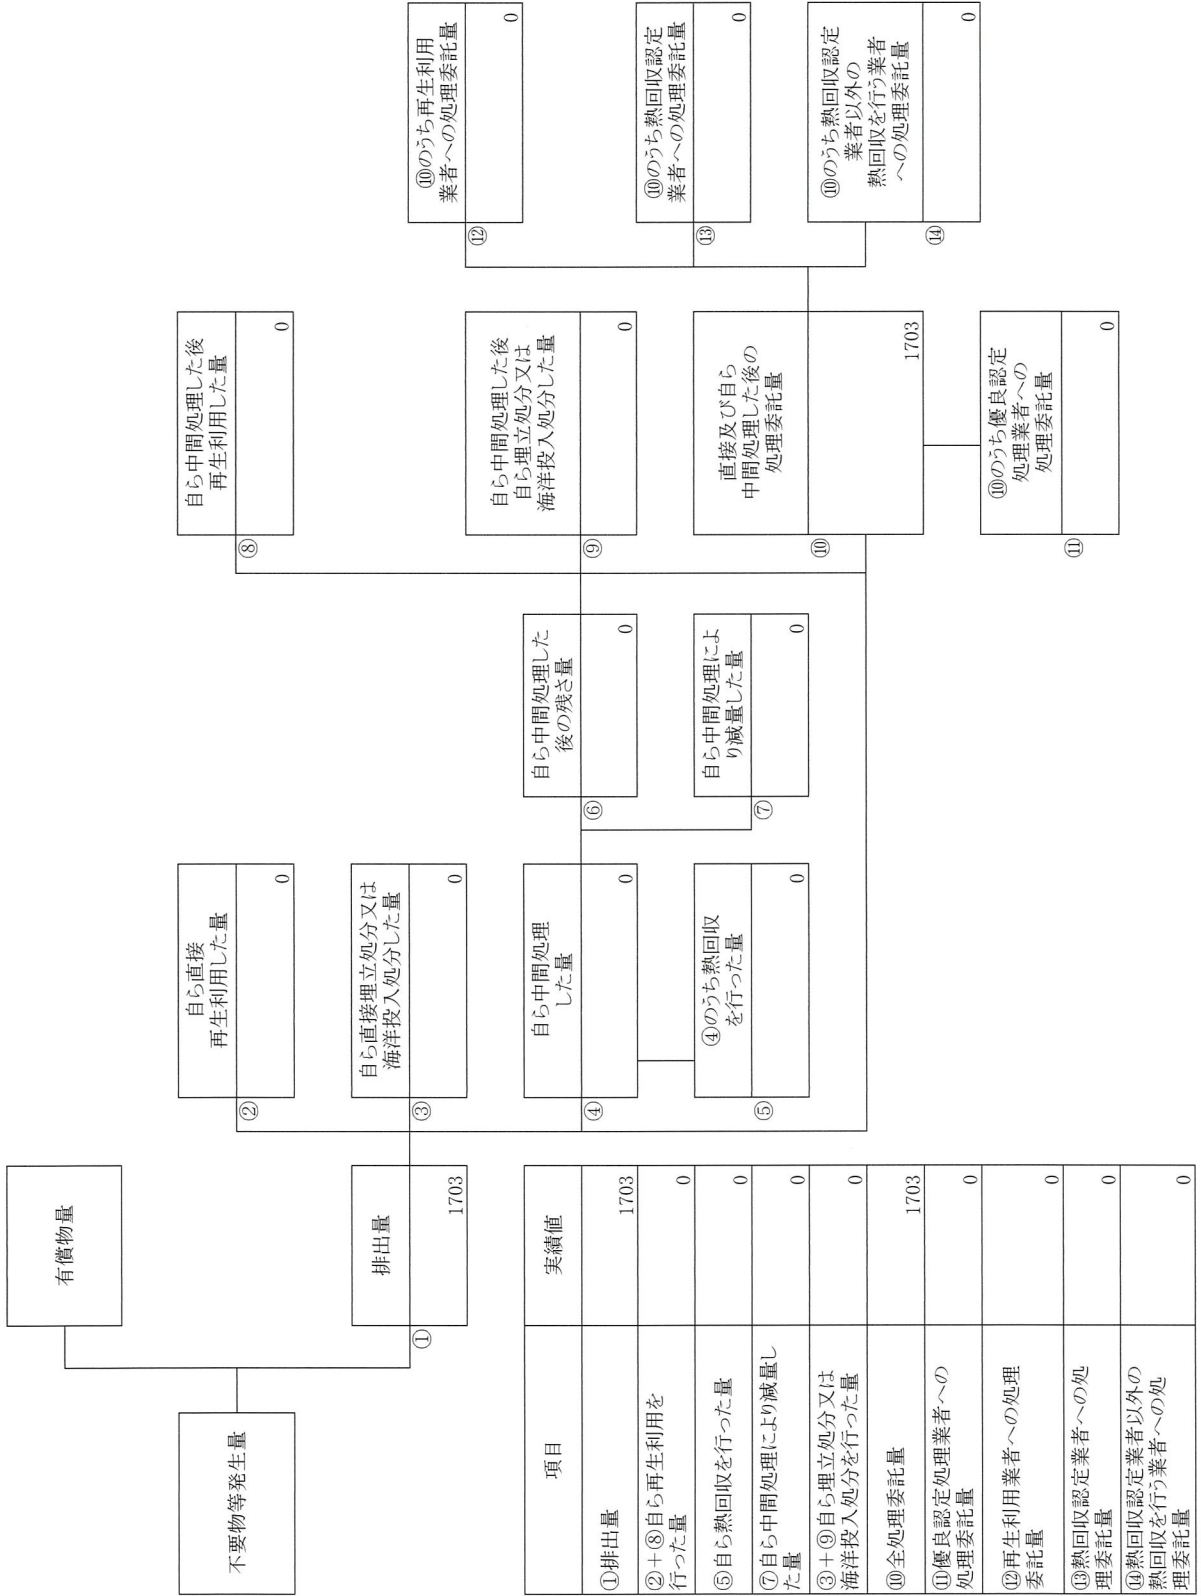 不要物等発生量
有償物量
排出量
①
1703
自ら直接
再生利用した量
②
0
自ら直接埋立処分又は
海洋投入処分した量
③
0
自ら中間処理
した量
④
0
④のうち熱回収
を行った量
⑤
0
自ら中間処理した
後の残さ量
⑥
0
自ら中間処理によ
り減量した量
⑦
0
自ら中間処理した後
再生利用した量
⑧
0
自ら中間処理した後
自ら埋立処分又は
海洋投入処分した量
⑨
0
直接及び自ら
中間処理した後の
処理委託量
⑩
1703
⑩のうち優良認定
処理業者への
処理委託量
⑪
0
⑩のうち再生利用
業者への処理委託量
⑫
0
⑩のうち熱回収認定
業者への処理委託量
⑬
0
⑩のうち熱回収認定
業者以外の
熱回収を行う業者
への処理委託量
⑭
0
項目
実績値
①排出量
1703
②+⑧自ら再生利用を
行った量
0
⑤自ら熱回収を行った量
0
⑦自ら中間処理により減量し
た量
0
③+⑨自ら埋立処分又は
海洋投入処分を行った量
0
⑩全処理委託量
1703
⑪優良認定処理業者への
処理委託量
0
⑫再生利用業者への処理
委託量
0
⑬熱回収認定業者への処
理委託量
0
⑭熱回収認定業者以外の
熱回収を行う業者への処
理委託量
0